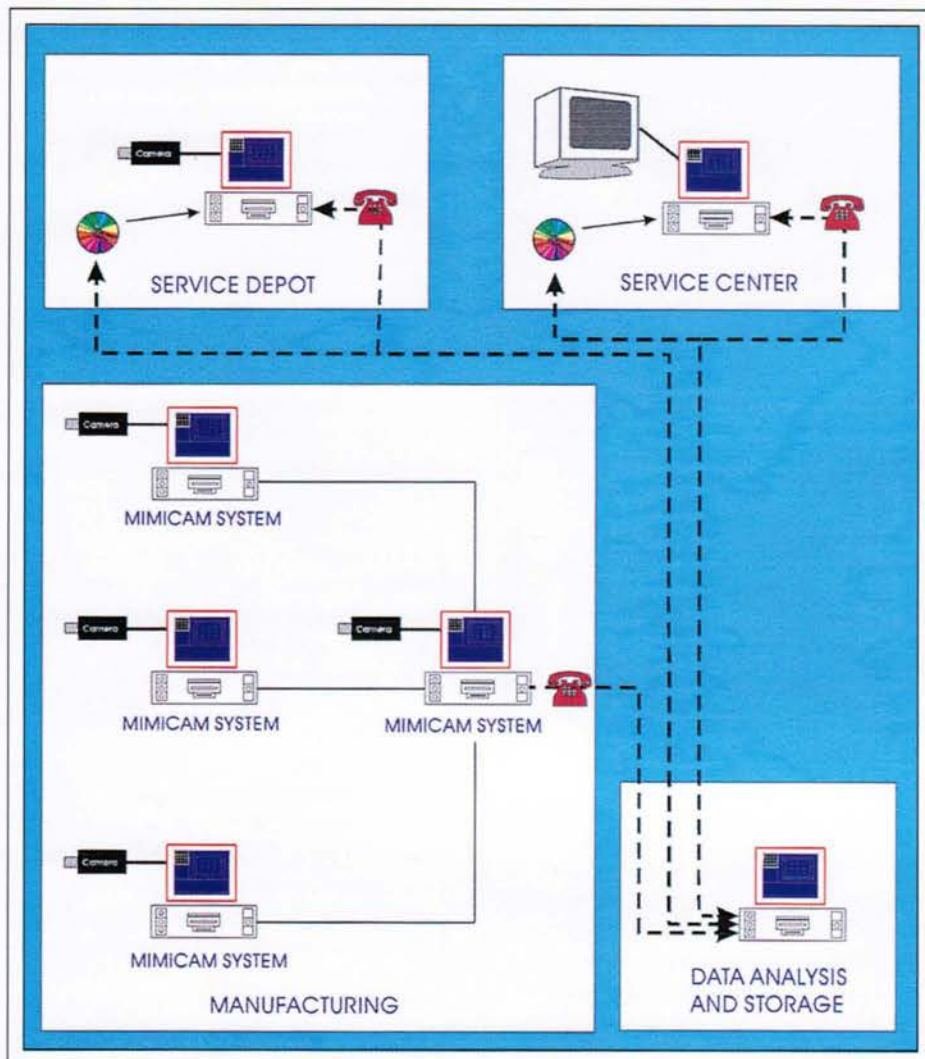 Camera
SERVICE DEPOT
SERVICE CENTER
Camera
MIMICAM SYSTEM
Camera
Camera
MIMiCAM SYSTEM
MIMICAM SYSTEM
Camera
MIMiCAM SYSTEM
MANUFACTURING
DATA ANALYSIS
AND STORAGE